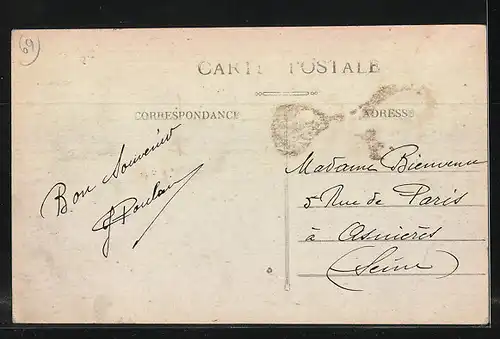 69
CARTE POSTALE
CORRESPONDANCE
ADRESSE
Bon Souvenir
Madame Bienvenu
5 Rue de Paris
à Asnières
(Seine)